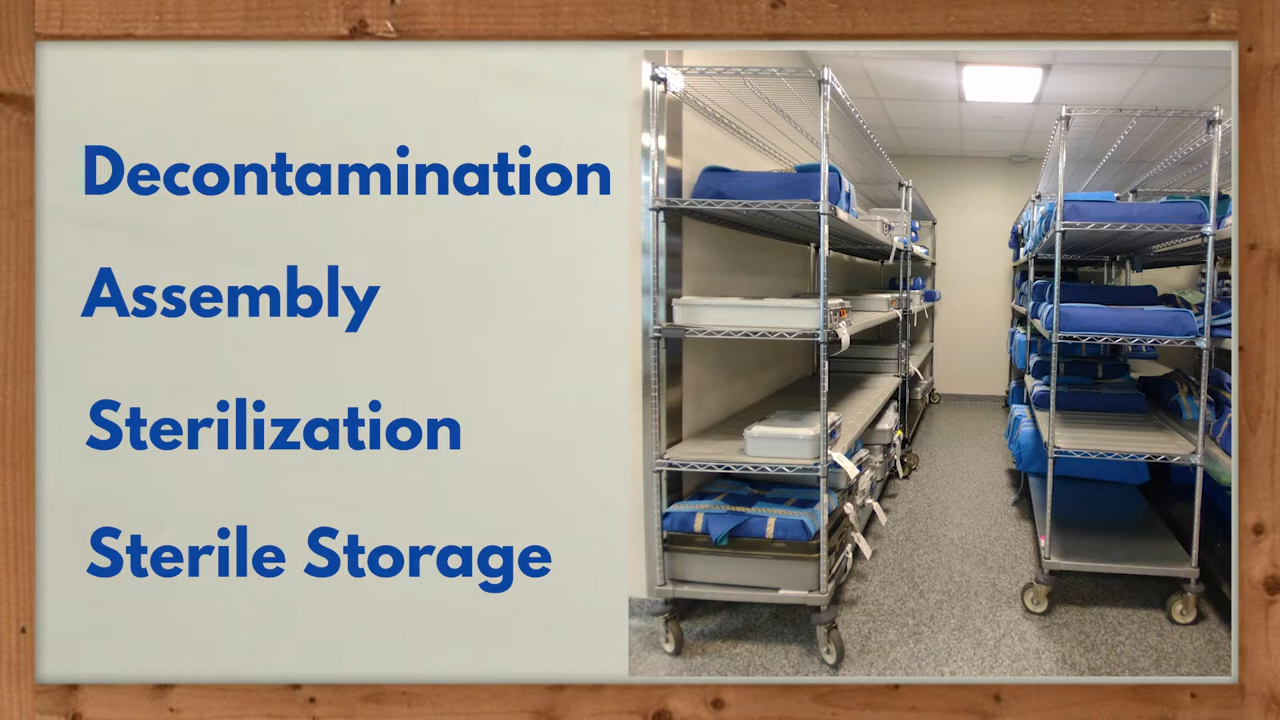 Decontamination
Assembly
Sterilization
Sterile Storage